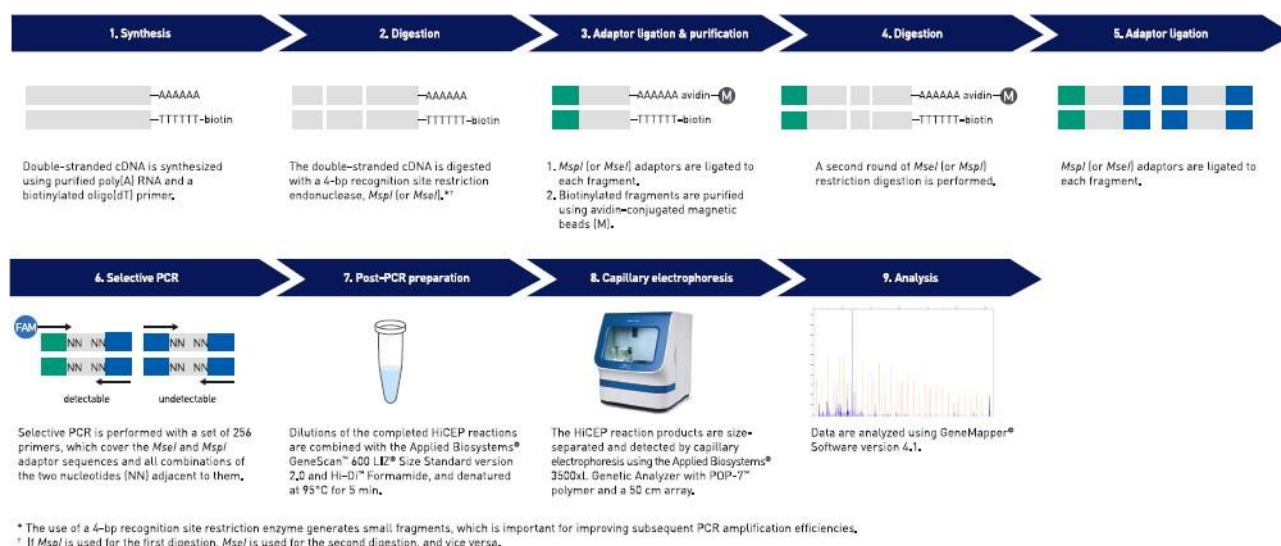 1. Synthesis
2. Digestion
3. Adaptor ligation & purification
4. Digestion
5. Adaptor ligation
AAAAAA
TTTTTT-biotin
AAAAAA
TTTTTT-biotin
AAAAAA avidin M
TTTTTT-biotin
AAAAAA avidin M
TTTTTT-biotin
Double-stranded cDNA is synthesized
using purified poly(A) RNA and a
biotinylated oligo(dT) primer.
The double-stranded cDNA is digested
with a 4-bp recognition site restriction
endonuclease, MspI (or MseI).*†
1. MspI (or MseI) adaptors are ligated to
each fragment.
2. Biotinylated fragments are purified
using avidin-conjugated magnetic
beads (M).
A second round of MseI (or MspI)
restriction digestion is performed.
MspI (or MseI) adaptors are ligated to
each fragment.
6. Selective PCR
7. Post-PCR preparation
8. Capillary electrophoresis
9. Analysis
FAM
NN NN NN NN
NN NN NN NN
detectable undetectable
Selective PCR is performed with a set of 256
primers, which cover the MseI and MspI
adaptor sequences and all combinations of
the two nucleotides (NN) adjacent to them.
Dilutions of the completed HiCEP reactions
are combined with the Applied Biosystems®
GeneScan™ 600 LIZ® Size Standard version
2.0 and Hi-Di™ Formamide, and denatured
at 95°C for 5 min.
The HiCEP reaction products are size-
separated and detected by capillary
electrophoresis using the Applied Biosystems®
3500xL Genetic Analyzer with POP-7™
polymer and a 50 cm array.
Data are analyzed using GeneMapper®
Software version 4.1.
* The use of a 4-bp recognition site restriction enzyme generates small fragments, which is important for improving subsequent PCR amplification efficiencies.
† If MspI is used for the first digestion, MseI is used for the second digestion, and vice versa.